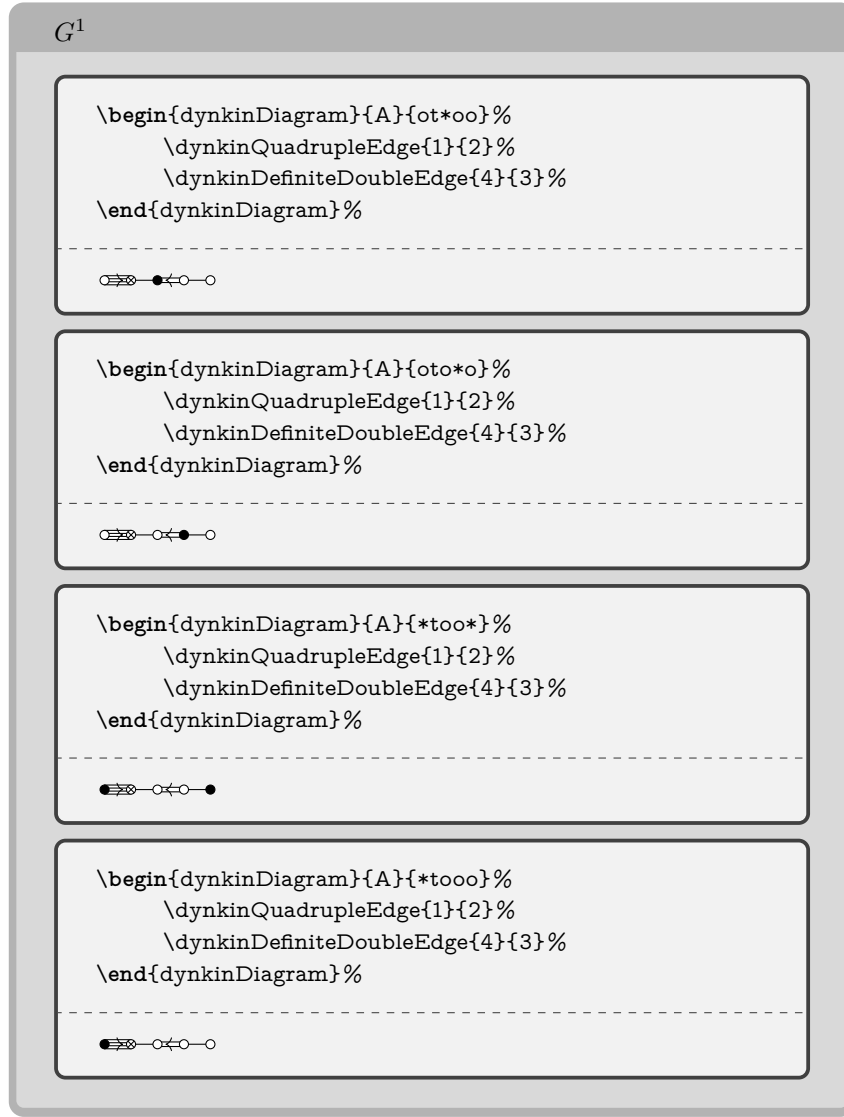 G^1
\begin{dynkinDiagram}{A}{ot*oo}%
\dynkinQuadrupleEdge{1}{2}%
\dynkinDefiniteDoubleEdge{4}{3}%
\end{dynkinDiagram}%
\begin{dynkinDiagram}{A}{oto*o}%
\dynkinQuadrupleEdge{1}{2}%
\dynkinDefiniteDoubleEdge{4}{3}%
\end{dynkinDiagram}%
\begin{dynkinDiagram}{A}{*too*}%
\dynkinQuadrupleEdge{1}{2}%
\dynkinDefiniteDoubleEdge{4}{3}%
\end{dynkinDiagram}%
\begin{dynkinDiagram}{A}{*tooo}%
\dynkinQuadrupleEdge{1}{2}%
\dynkinDefiniteDoubleEdge{4}{3}%
\end{dynkinDiagram}%